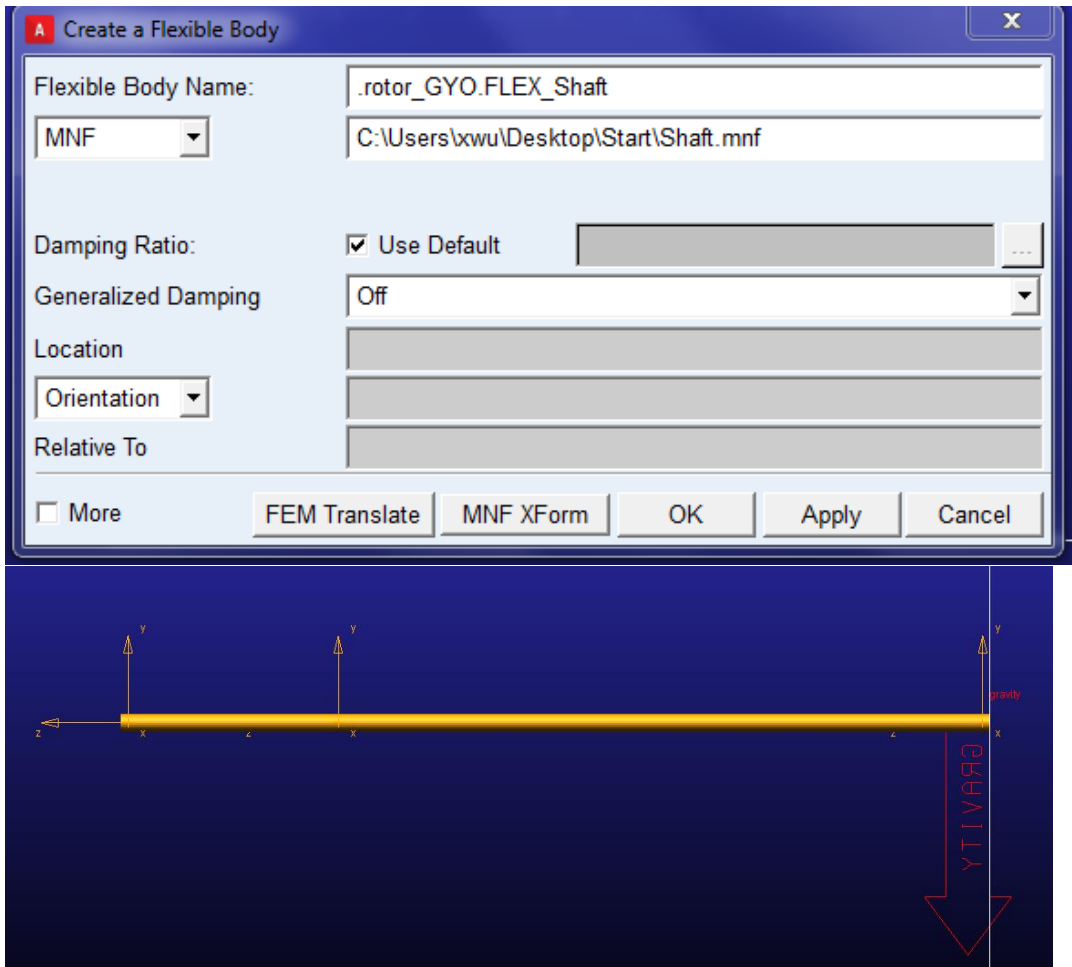 A Create a Flexible Body X
Flexible Body Name: .rotor_GYO.FLEX_Shaft
MNF C:\Users\xwu\Desktop\Start\Shaft.mnf
Damping Ratio: Use Default ...
Generalized Damping Off
Location
Orientation
Relative To
More FEM Translate MNF XForm OK Apply Cancel
y y y
gravity
z x z x z x
GRAVITY